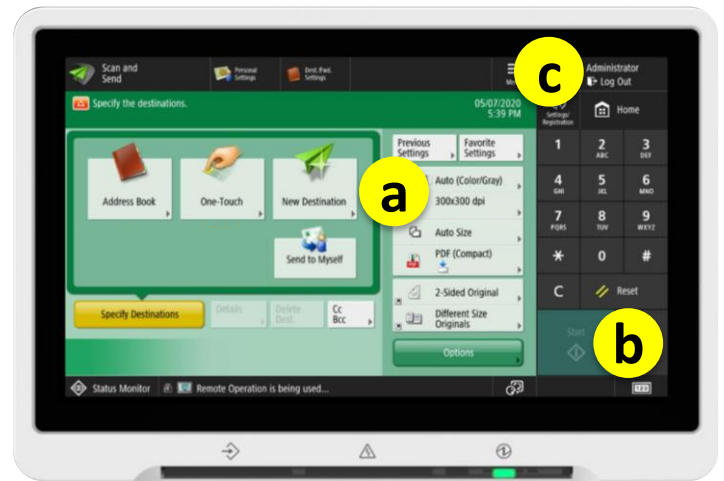 Scan and
Send
Personal
Settings
Dest./Fwd.
Settings
c
Administrator
Log Out
Specify the destinations.
05/07/2020
5:39 PM
Settings/
Registration
Home
Previous
Settings
Favorite
Settings
1
2
ABC
3
DEF
Address Book
One-Touch
New Destination
a
Auto (Color/Gray)
300x300 dpi
4
GHI
5
JKL
6
MNO
Auto Size
7
PQRS
8
TUV
9
WXYZ
Send to Myself
PDF
PDF (Compact)
*
0
#
2-Sided Original
C
Reset
Specify Destinations
Details
Delete
Dest.
Cc
Bcc
Different Size
Originals
Start
b
Options
Status Monitor
Remote Operation is being used...
123